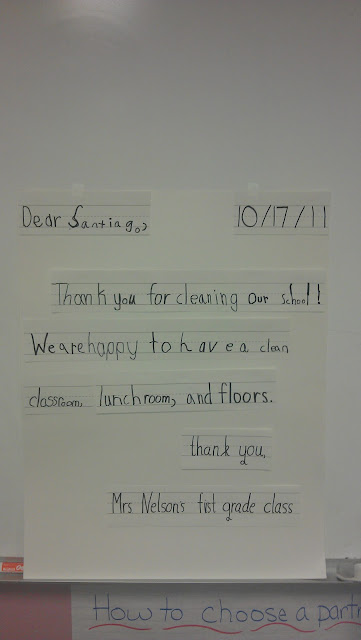 Dear Santiago, 10/17/11
Thank you for cleaning our school!
We are happy to have a clean
classroom, lunchroom, and floors.
thank you,
Mrs Nelson's first grade class
How to choose a part